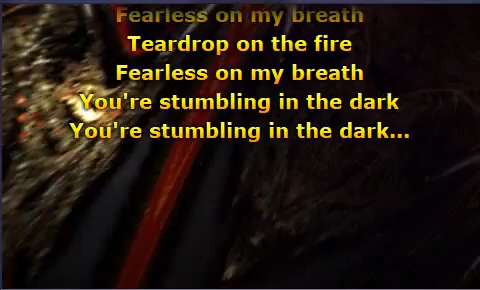 Fearless on my breath
Teardrop on the fire
Fearless on my breath
You're stumbling in the dark
You're stumbling in the dark...